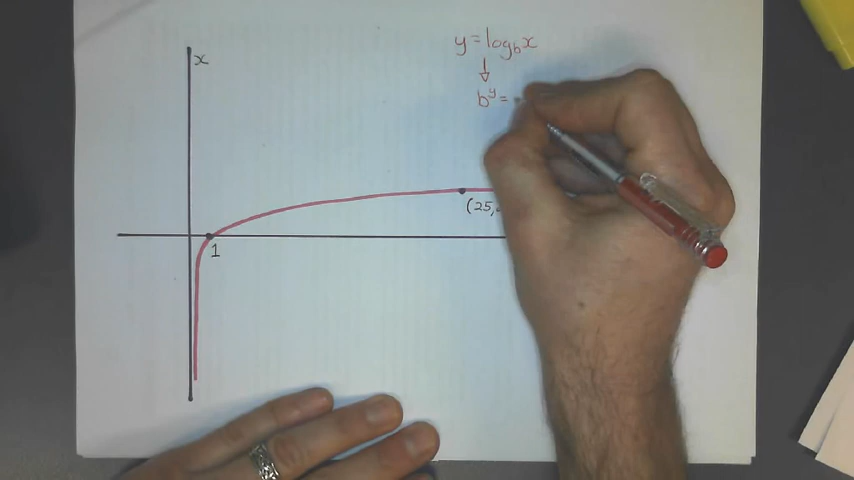 x
y = log_b x
↓
b^y =
(25,
1